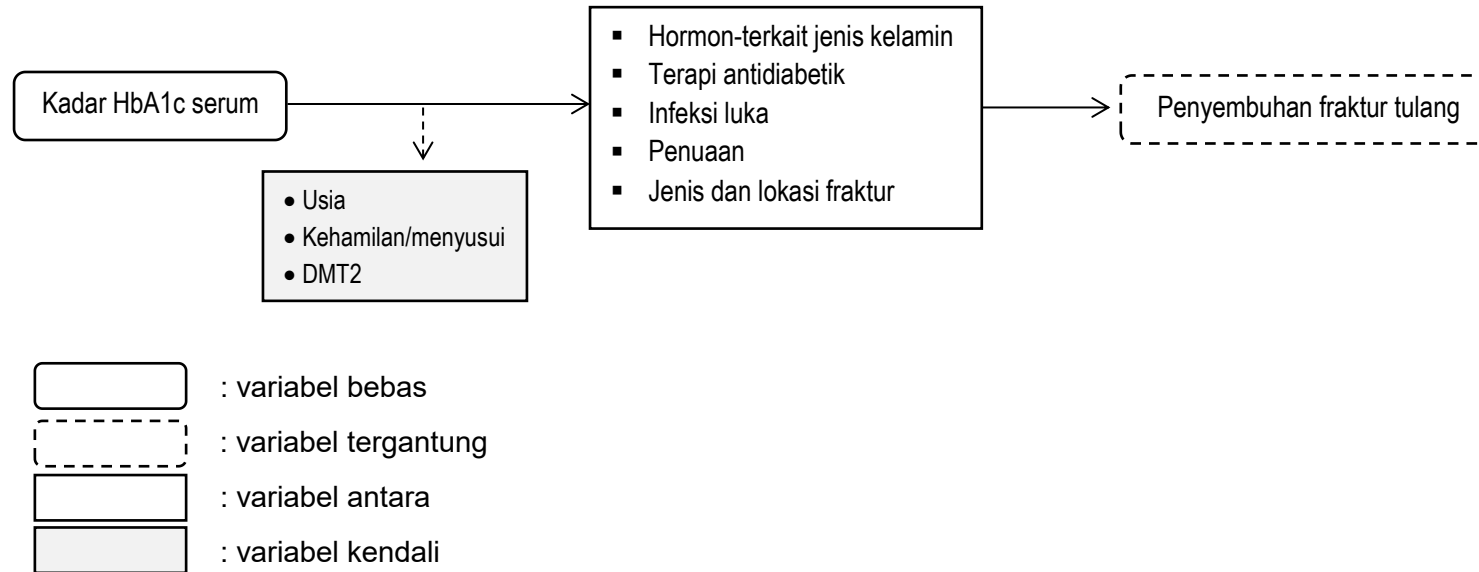 Kadar HbA1c serum
▪ Hormon-terkait jenis kelamin
▪ Terapi antidiabetik
▪ Infeksi luka
▪ Penuaan
▪ Jenis dan lokasi fraktur
Penyembuhan fraktur tulang
• Usia
• Kehamilan/menyusui
• DMT2
: variabel bebas
: variabel tergantung
: variabel antara
: variabel kendali